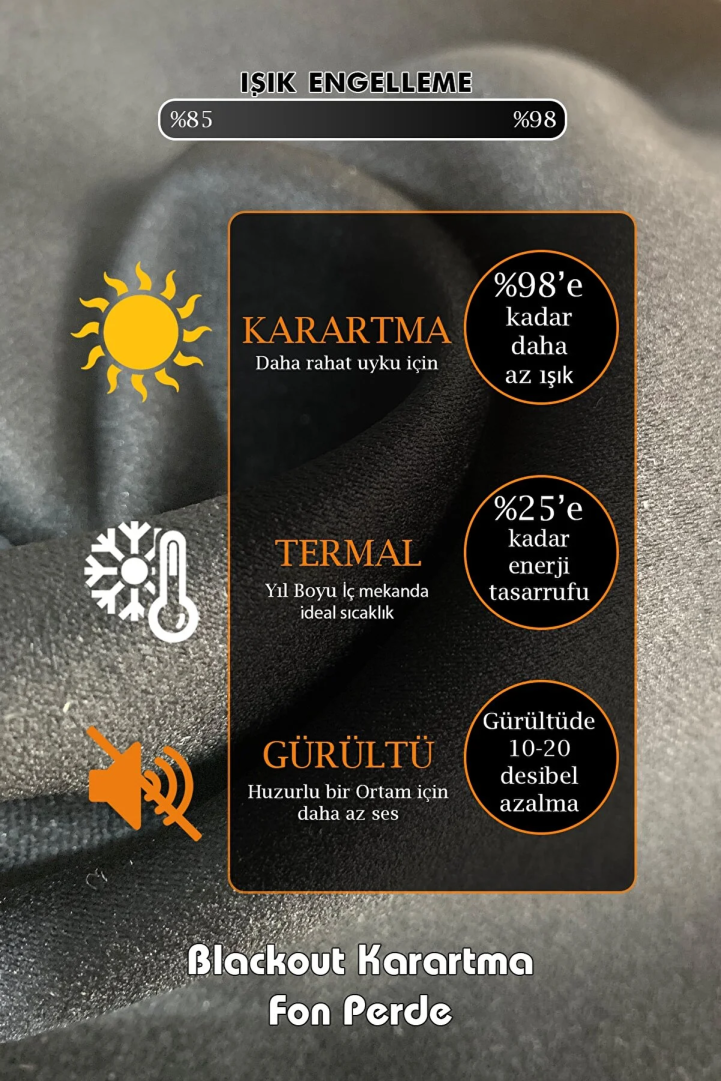 IŞIK ENGELLEME
%85 %98
KARARTMA
Daha rahat uyku için
%98'e
kadar
daha
az ışık
TERMAL
Yıl Boyu İç mekanda
ideal sıcaklık
%25'e
kadar
enerji
tasarrufu
GÜRÜLTÜ
Huzurlu bir Ortam için
daha az ses
Gürültüde
10-20
desibel
azalma
Blackout Karartma
Fon Perde